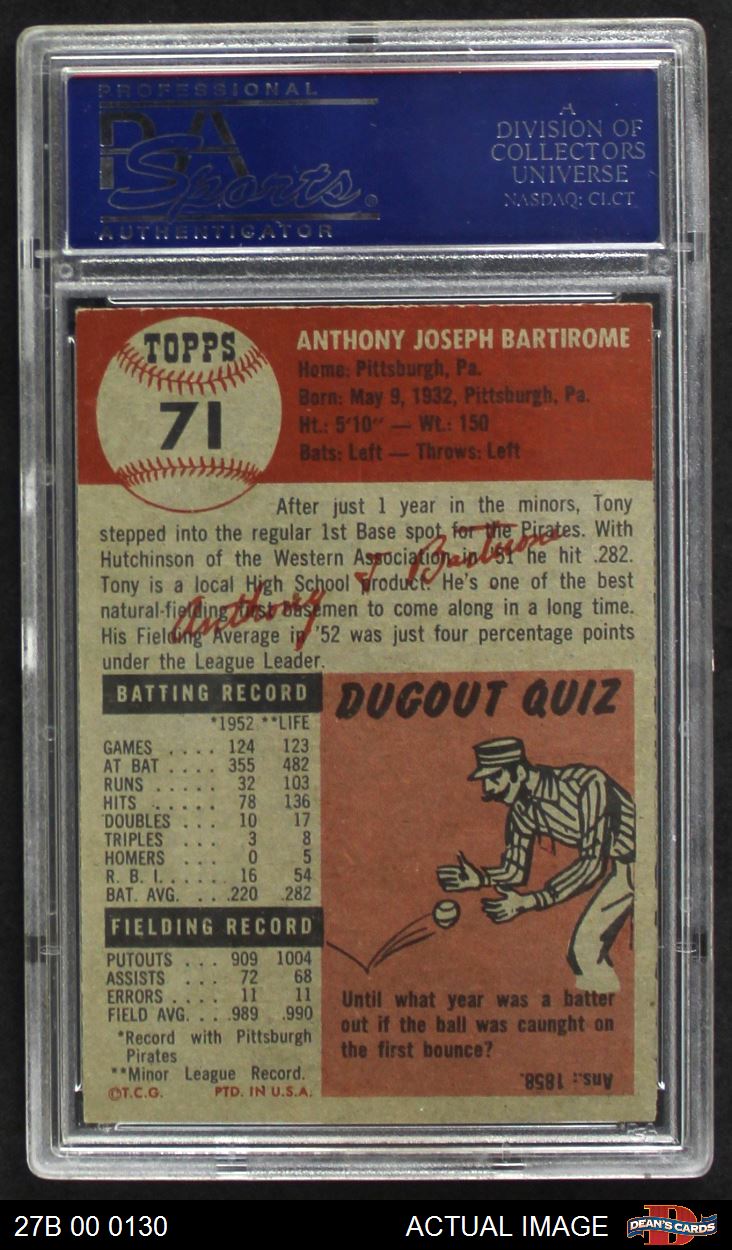 PROFESSIONAL
PSA
Sports
AUTHENTICATOR
A
DIVISION OF
COLLECTORS
UNIVERSE
NASDAQ: CLCT
TOPPS
71
ANTHONY JOSEPH BARTIROME
Home: Pittsburgh, Pa.
Born: May 9, 1932, Pittsburgh, Pa.
Ht.: 5'10" — Wt.: 150
Bats: Left — Throws: Left
After just 1 year in the minors, Tony
stepped into the regular 1st Base spot for the Pirates. With
Hutchinson of the Western Association in '51 he hit .282.
Tony is a local High School product. He's one of the best
natural-fielding first basemen to come along in a long time.
His Fielding Average in '52 was just four percentage points
under the League Leader.
Anthony J Bartirome
BATTING RECORD
*1952 **LIFE
GAMES .... 124 123
AT BAT .... 355 482
RUNS ..... 32 103
HITS ..... 78 136
DOUBLES ... 10 17
TRIPLES ... 3 8
HOMERS ... 0 5
R. B. I. ..... 16 54
BAT. AVG. ... .220 .282
FIELDING RECORD
PUTOUTS ... 909 1004
ASSISTS ... 72 68
ERRORS .... 11 11
FIELD AVG. ... .989 .990
*Record with Pittsburgh
Pirates
**Minor League Record.
©T.C.G. PTD. IN U.S.A.
DUGOUT QUIZ
Until what year was a batter
out if the ball was caunght on
the first bounce?
Ans.: 1858.
27B 00 0130
ACTUAL IMAGE
DEAN'S CARDS